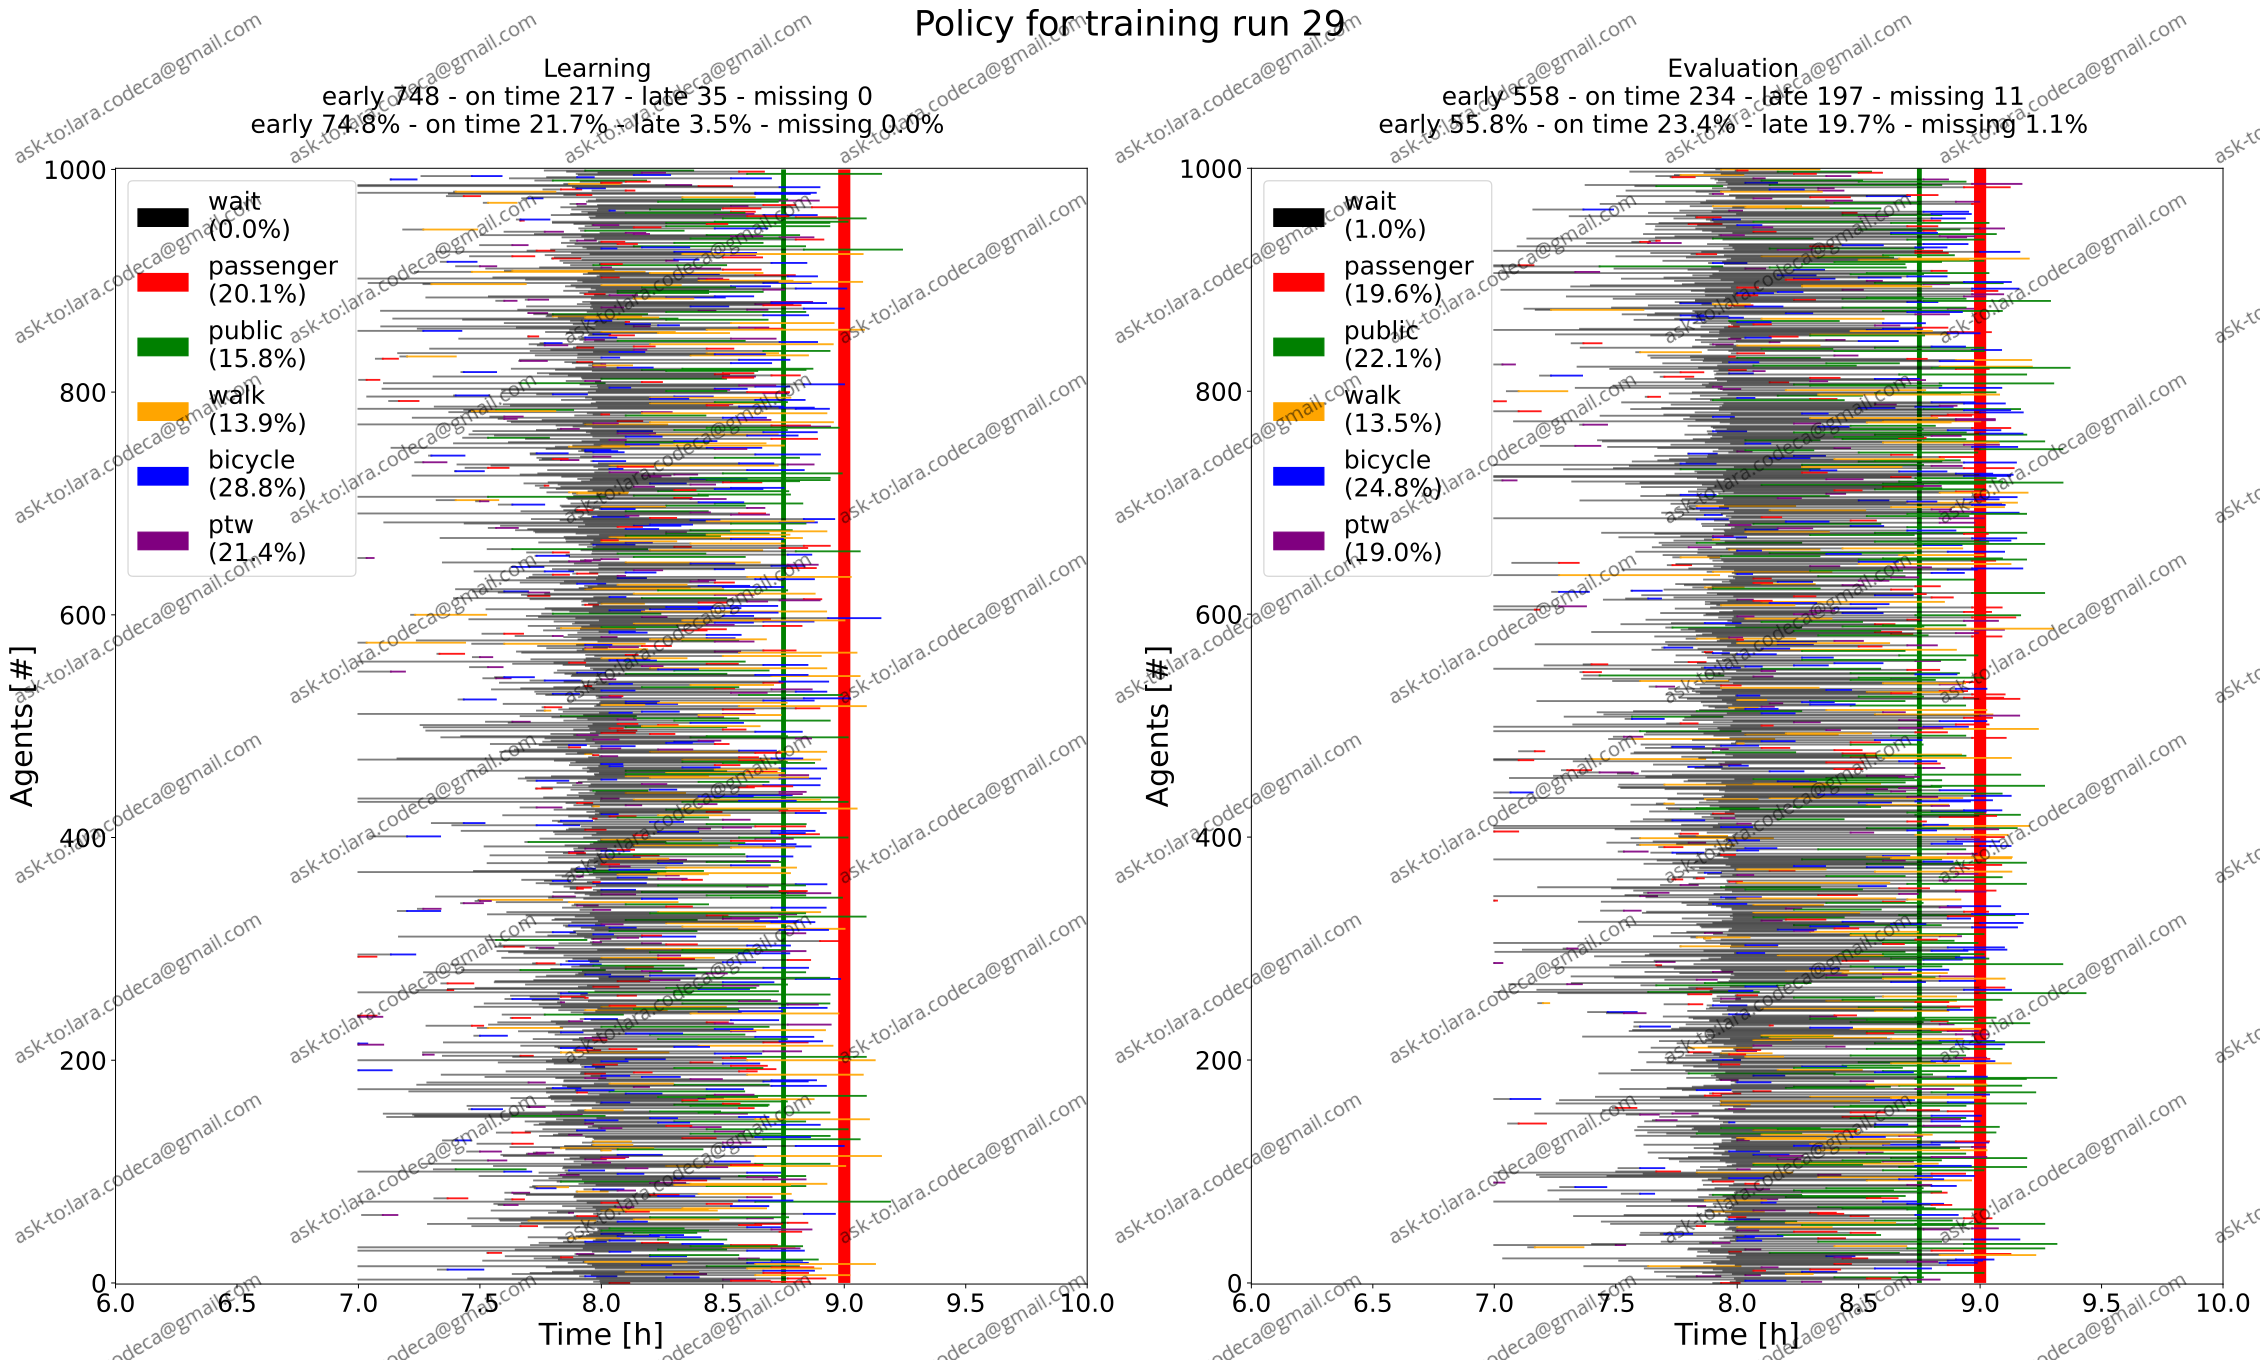 Policy for training run 29
Learning
early 748 - on time 217 - late 35 - missing 0
early 74.8% - on time 21.7% - late 3.5% - missing 0.0%
1000
800
600
400
200
0
Agents [#]
wait
(0.0%)
passenger
(20.1%)
public
(15.8%)
walk
(13.9%)
bicycle
(28.8%)
ptw
(21.4%)
6.0 6.5 7.0 7.5 8.0 8.5 9.0 9.5 10.0
Time [h]
Evaluation
early 558 - on time 234 - late 197 - missing 11
early 55.8% - on time 23.4% - late 19.7% - missing 1.1%
1000
800
600
400
200
0
Agents [#]
wait
(1.0%)
passenger
(19.6%)
public
(22.1%)
walk
(13.5%)
bicycle
(24.8%)
ptw
(19.0%)
6.0 6.5 7.0 7.5 8.0 8.5 9.0 9.5 10.0
Time [h]
ask-to:lara.codeca@gmail.com